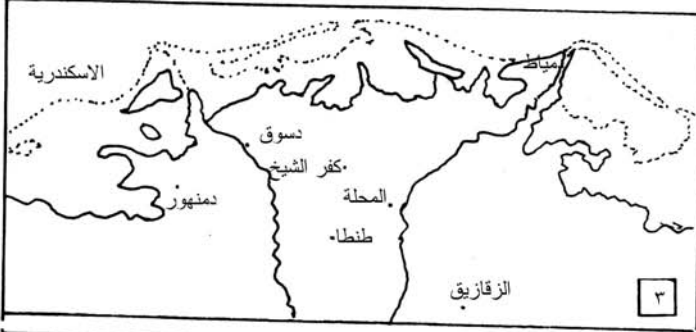 دمياط
الاسكندرية
دسوق
كفر الشيخ
دمنهور
المحلة
طنطا
الزقازيق
٣